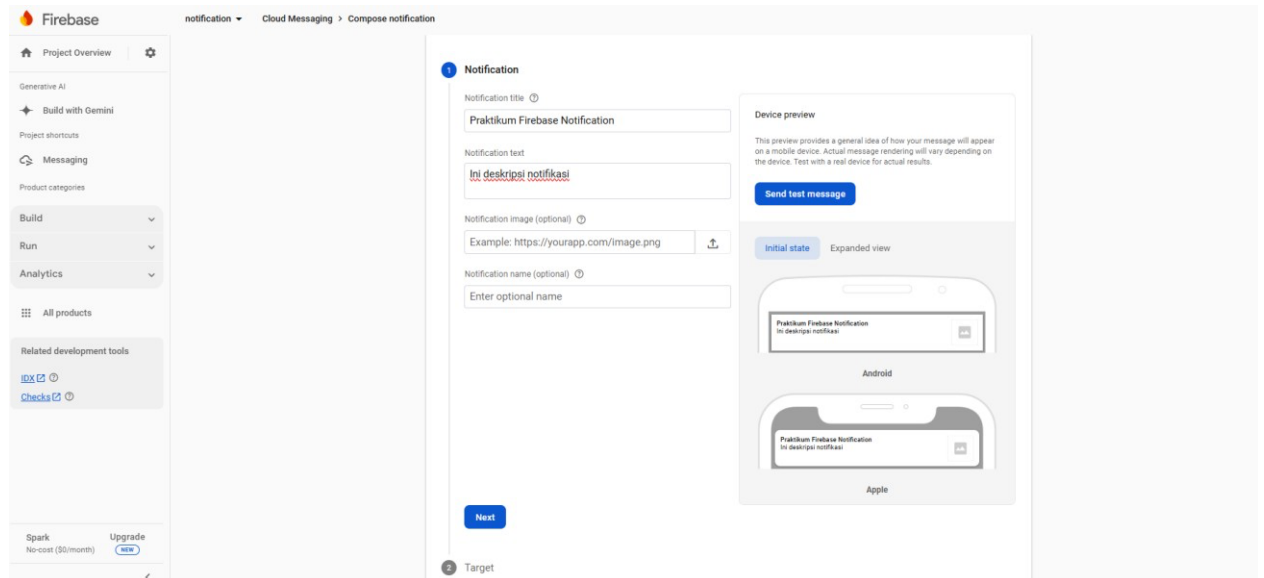 Firebase
notification
Cloud Messaging > Compose notification
Project Overview
Generative AI
Build with Gemini
Project shortcuts
Messaging
Product categories
Build
Run
Analytics
All products
Related development tools
IDX
Checks
Spark
No-cost ($0/month)
Upgrade
NEW
1 Notification
Notification title
Praktikum Firebase Notification
Notification text
Ini deskripsi notifikasi
Notification image (optional)
Example: https://yourapp.com/image.png
Notification name (optional)
Enter optional name
Device preview
This preview provides a general idea of how your message will appear
on a mobile device. Actual message rendering will vary depending on
the device. Test with a real device for actual results.
Send test message
Initial state
Expanded view
Praktikum Firebase Notification
Ini deskripsi notifikasi
Android
Praktikum Firebase Notification
Ini deskripsi notifikasi
Apple
Next
2 Target